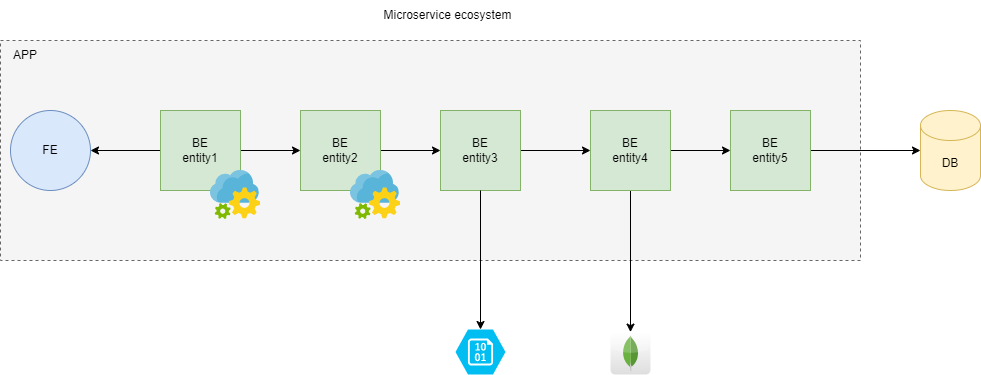 Microservice ecosystem
APP
FE
BE
entity1
BE
entity2
BE
entity3
BE
entity4
BE
entity5
DB
10
01